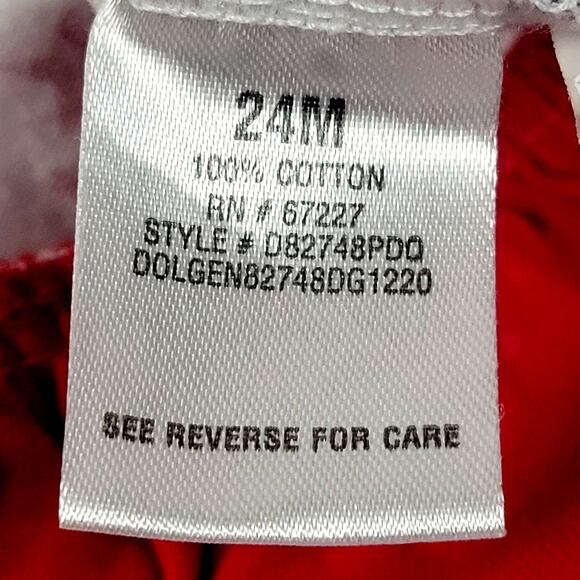 24M
100% COTTON
RN # 67227
STYLE # D82748PDQ
DOLGEN82748DG1220
SEE REVERSE FOR CARE